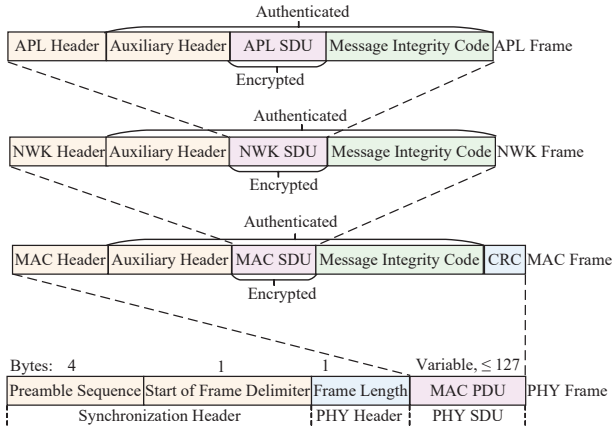 Authenticated
APL Header Auxiliary Header APL SDU Message Integrity Code APL Frame
Encrypted
Authenticated
NWK Header Auxiliary Header NWK SDU Message Integrity Code NWK Frame
Encrypted
Authenticated
MAC Header Auxiliary Header MAC SDU Message Integrity Code CRC MAC Frame
Encrypted
Bytes: 4 1 1 Variable, ≤ 127
Preamble Sequence Start of Frame Delimiter Frame Length MAC PDU PHY Frame
Synchronization Header PHY Header PHY SDU